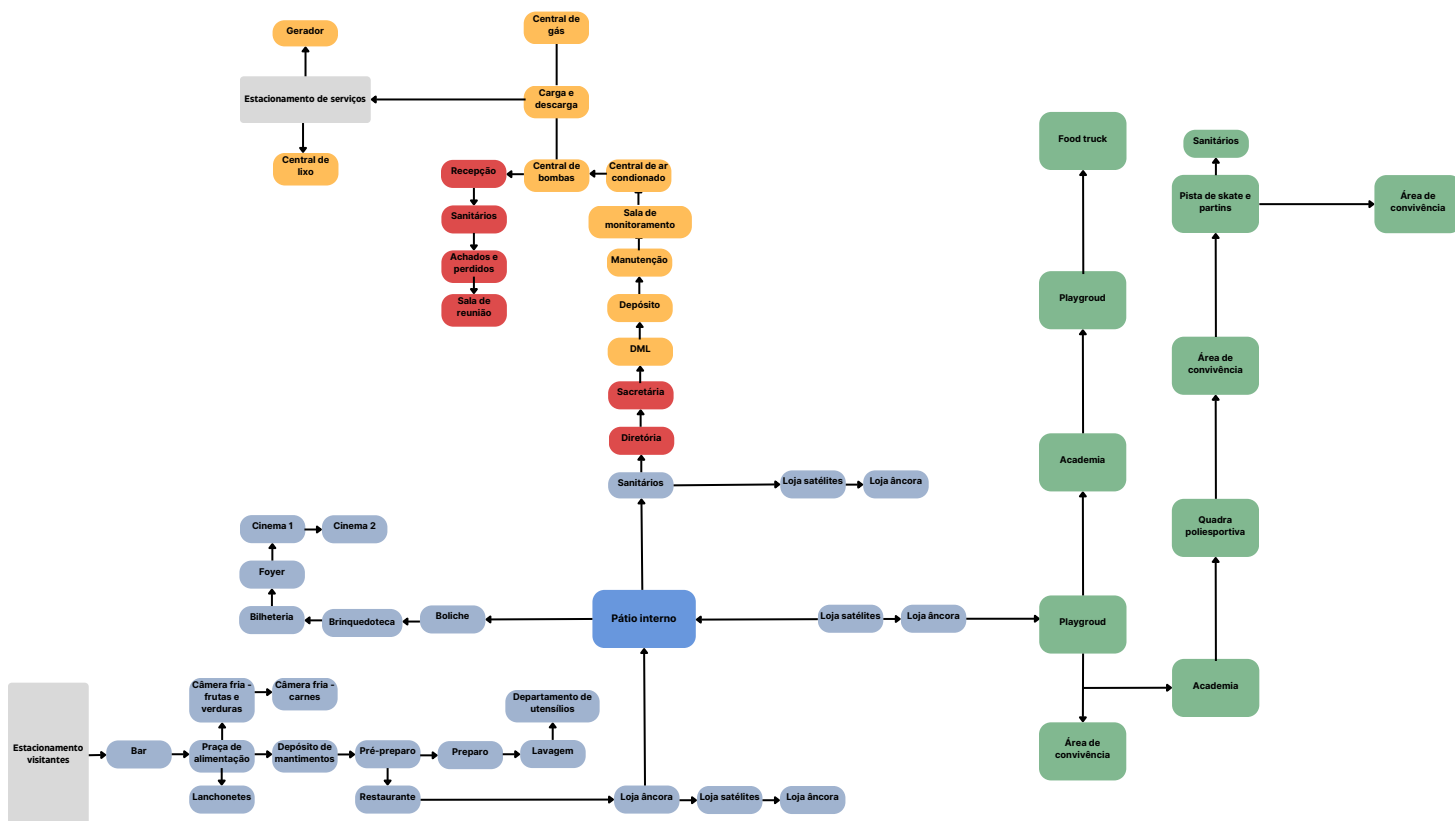 Central de
gás
Gerador
Estacionamento de serviços
Carga e
descarga
Central de
lixo
Recepção
Central de
bombas
Central de ar
condionado
Sanitários
Sala de
monitoramento
Achados e
perdidos
Manutenção
Sala de
reunião
Depósito
DML
Sacretária
Diretória
Sanitários
Loja satélites
Loja âncora
Cinema 1
Cinema 2
Foyer
Bilheteria
Brinquedoteca
Boliche
Pátio interno
Loja satélites
Loja âncora
Food truck
Sanitários
Pista de skate e
partins
Área de
convivência
Playgroud
Área de
convivência
Academia
Quadra
poliesportiva
Playgroud
Academia
Área de
convivência
Câmera fria -
frutas e
verduras
Câmera fria -
carnes
Departamento de
utensílios
Estacionamento
visitantes
Bar
Praça de
alimentação
Depósito de
mantimentos
Pré-preparo
Preparo
Lavagem
Lanchonetes
Restaurante
Loja âncora
Loja satélites
Loja âncora